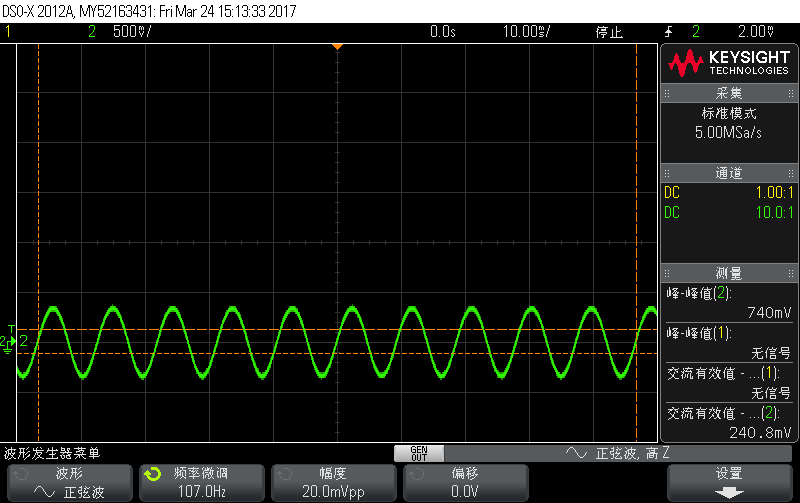 DSO-X 2012A, MY52163431: Fri Mar 24 15:13:33 2017
1 2 500mV/ 0.0s 10.00ms/ 停止 2 2.00mV
KEYSIGHT
TECHNOLOGIES
采集
标准模式
5.00MSa/s
通道
DC 1.00:1
DC 10.0:1
测量
峰-峰值(2):
740mV
峰-峰值(1):
无信号
交流有效值 - ...(1):
无信号
交流有效值 - ...(2):
240.8mV
T
2 2
波形发生器菜单
GEN
OUT
正弦波, 高 Z
波形
正弦波
频率微调
107.0Hz
幅度
20.0mVpp
偏移
0.0V
设置